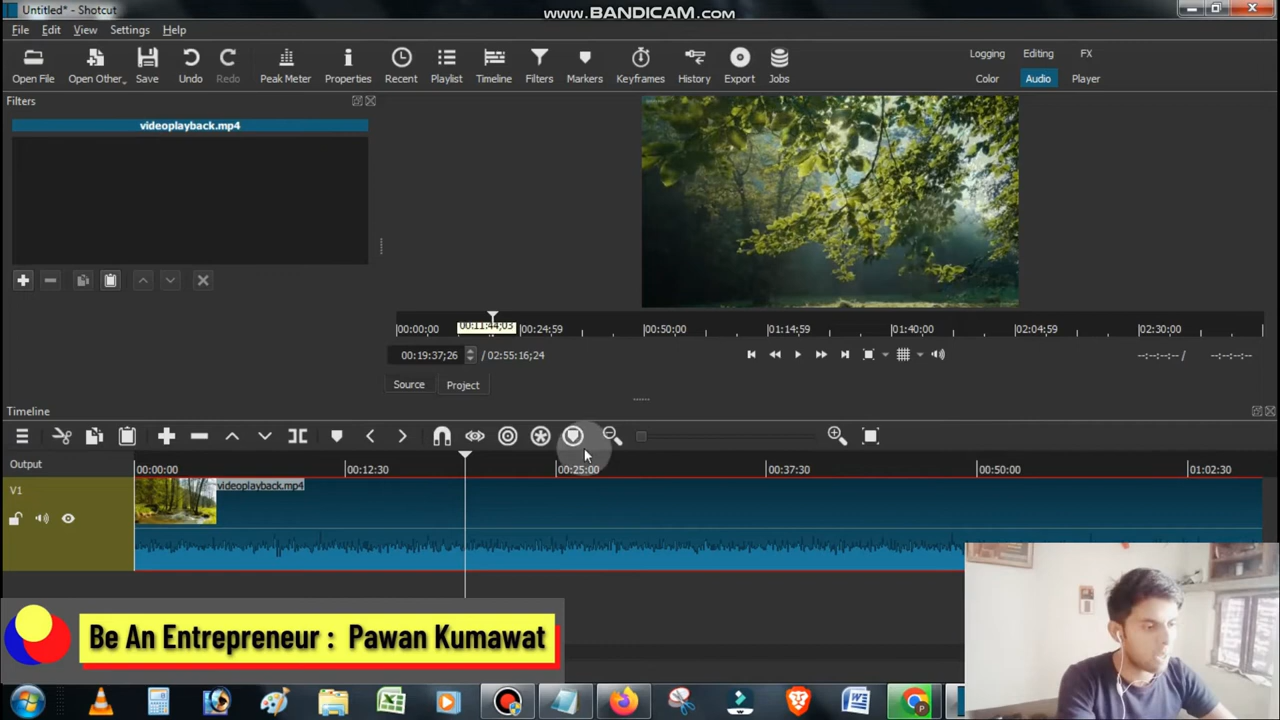 www.BANDICAM.com
Untitled* - Shotcut
File Edit View Settings Help
Open File Open Other Save Undo Redo Peak Meter Properties Recent Playlist Timeline Filters Markers Keyframes History Export Jobs
Logging Editing FX
Color Audio Player
Filters
videoplayback.mp4
00:00:00 00:11:44;03 00:24:59 00:50:00 01:14:59 01:40:00 02:04:59 02:30:00
00:19:37;26 / 02:55:16;24 --:--:--:-- / --:--:--:--
Source Project
Timeline
Output 00:00:00 00:12:30 00:25:00 00:37:30 00:50:00 01:02:30
V1 videoplayback.mp4
Be An Entrepreneur : Pawan Kumawat